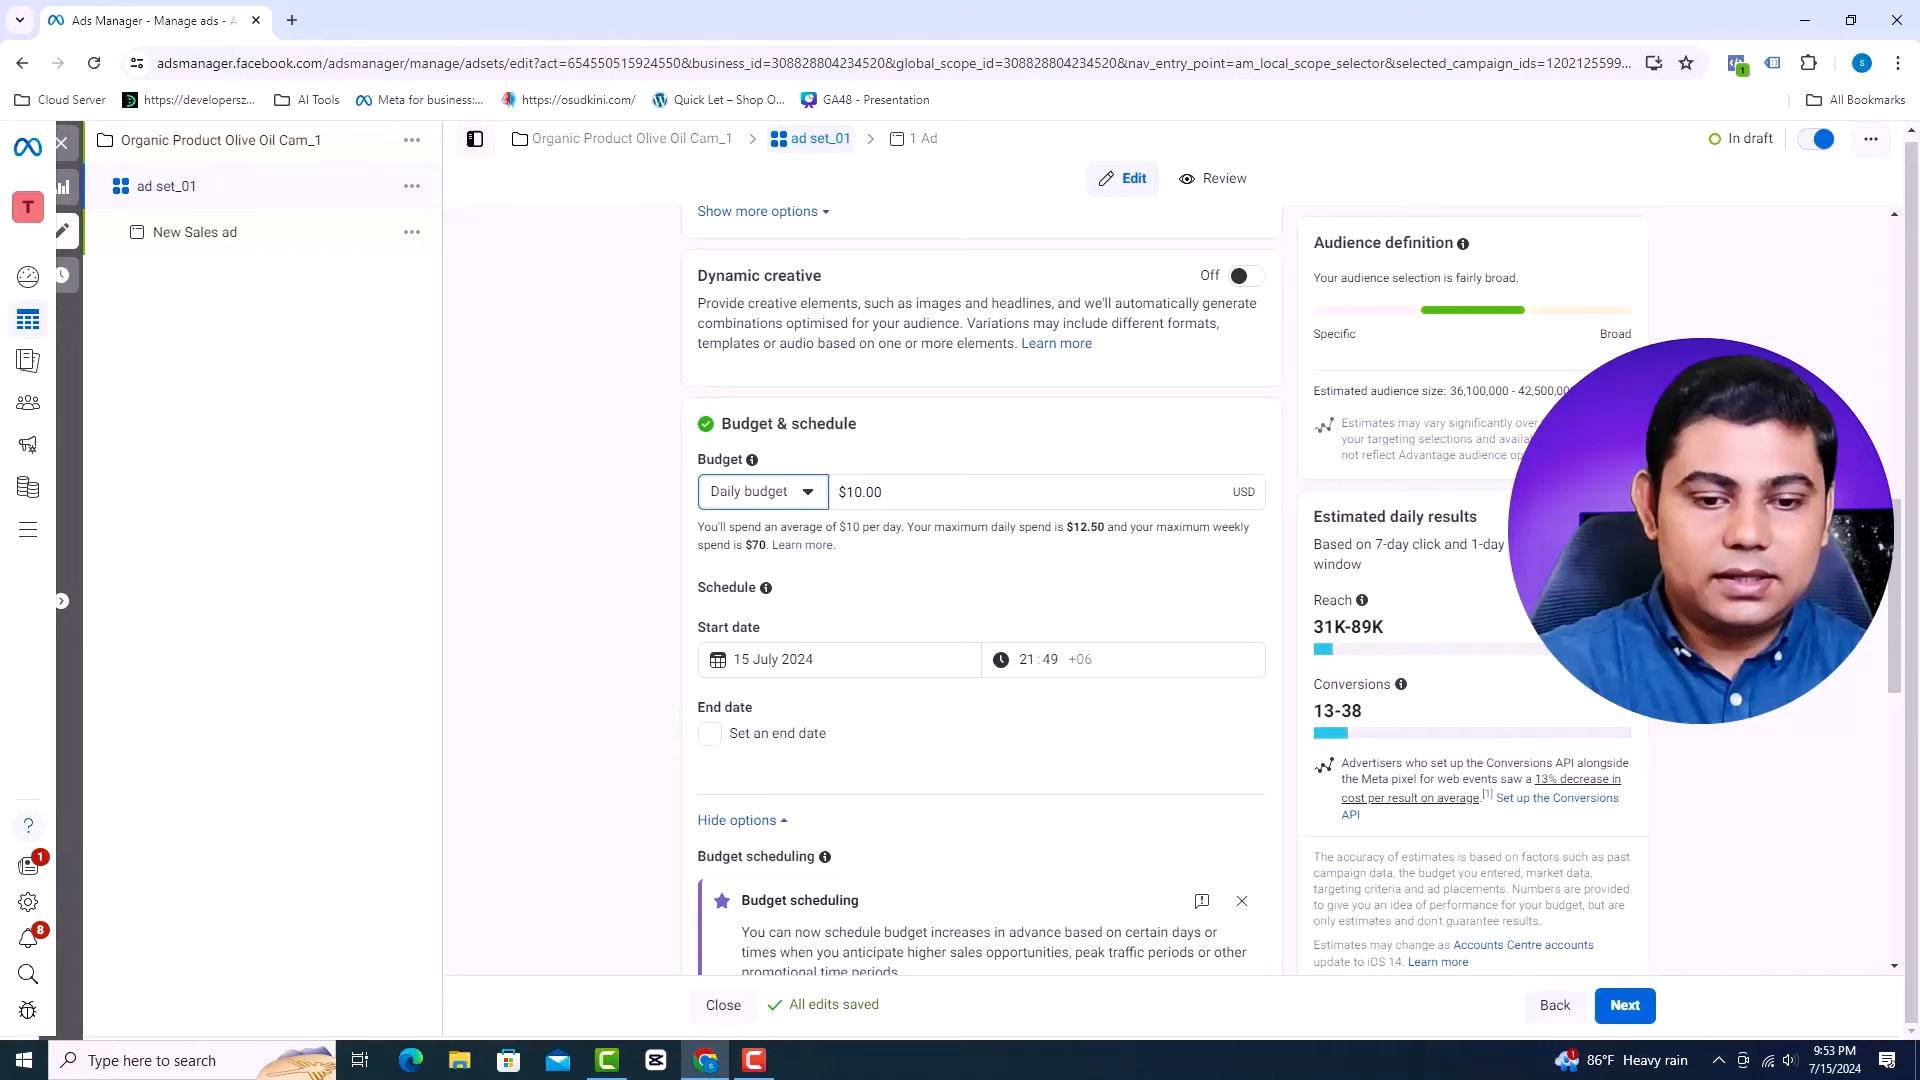 Ads Manager - Manage ads - A
adsmanager.facebook.com/adsmanager/manage/adsets/edit?act=654550515924550&business_id=308828804234520&global_scope_id=308828804234520&nav_entry_point=am_local_scope_selector&selected_campaign_ids=1202125599...
1
S
Cloud Server
https://developersz...
AI Tools
Meta for business:...
https://osudkini.com/
Quick Let – Shop O...
GA48 - Presentation
All Bookmarks
Organic Product Olive Oil Cam_1
Organic Product Olive Oil Cam_1
ad set_01
1 Ad
In draft
T
ad set_01
Edit
Review
New Sales ad
Show more options
Dynamic creative
Off
Provide creative elements, such as images and headlines, and we'll automatically generate
combinations optimised for your audience. Variations may include different formats,
templates or audio based on one or more elements. Learn more
Budget & schedule
Budget
Daily budget
$10.00
USD
You'll spend an average of $10 per day. Your maximum daily spend is $12.50 and your maximum weekly
spend is $70. Learn more.
Schedule
Start date
15 July 2024
21 : 49 +06
End date
Set an end date
Hide options
Budget scheduling
Budget scheduling
You can now schedule budget increases in advance based on certain days or
times when you anticipate higher sales opportunities, peak traffic periods or other
promotional time periods
Close
All edits saved
Back
Next
Audience definition
Your audience selection is fairly broad.
Specific
Broad
Estimated audience size: 36,100,000 - 42,500,00
Estimates may vary significantly over
your targeting selections and availa
not reflect Advantage audience op
Estimated daily results
Based on 7-day click and 1-day
window
Reach
31K-89K
Conversions
13-38
Advertisers who set up the Conversions API alongside
the Meta pixel for web events saw a 13% decrease in
cost per result on average.[1] Set up the Conversions
API
The accuracy of estimates is based on factors such as past
campaign data, the budget you entered, market data,
targeting criteria and ad placements. Numbers are provided
to give you an idea of performance for your budget, but are
only estimates and don't guarantee results.
Estimates may change as Accounts Centre accounts
update to iOS 14. Learn more
1
8
Type here to search
86°F Heavy rain
9:53 PM
7/15/2024